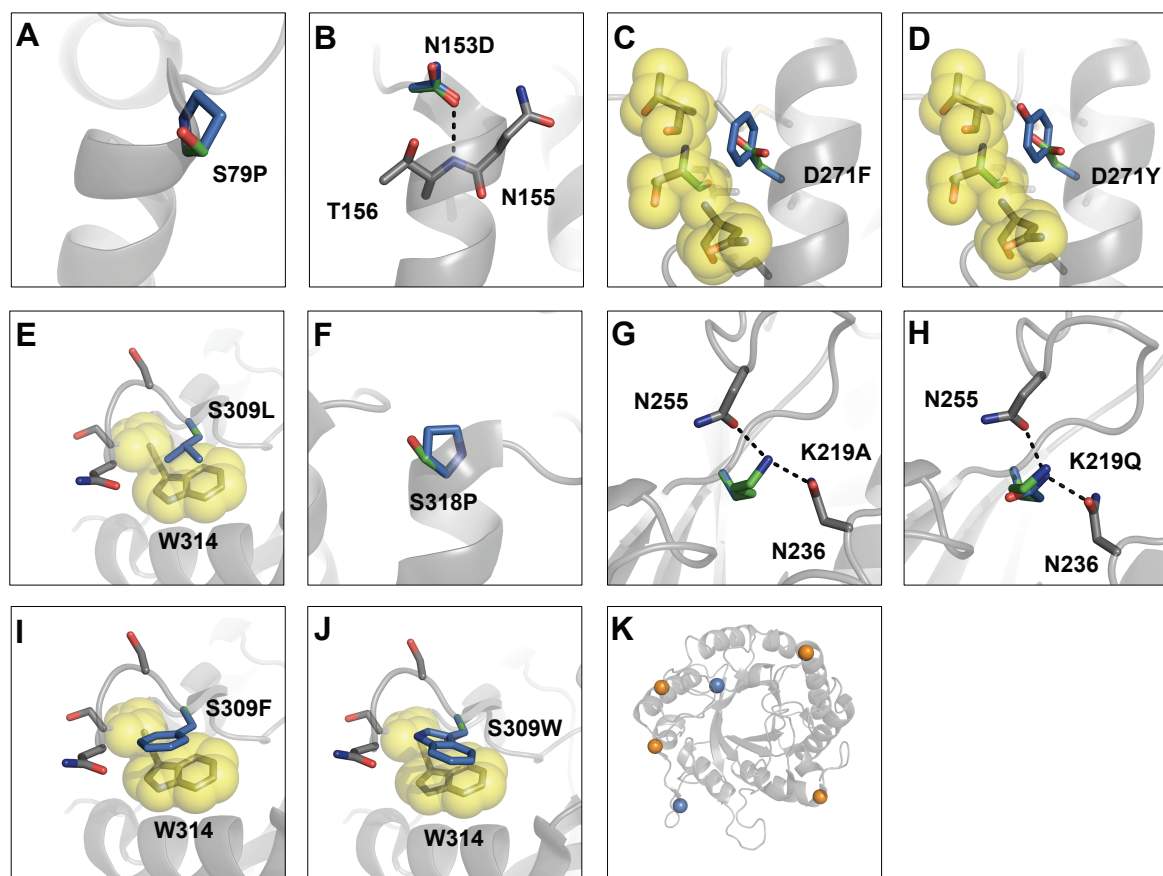 A
S79P
B
N153D
T156
N155
C
D271F
D
D271Y
E
S309L
W314
F
S318P
G
N255
K219A
N236
H
N255
K219Q
N236
I
S309F
W314
J
S309W
W314
K